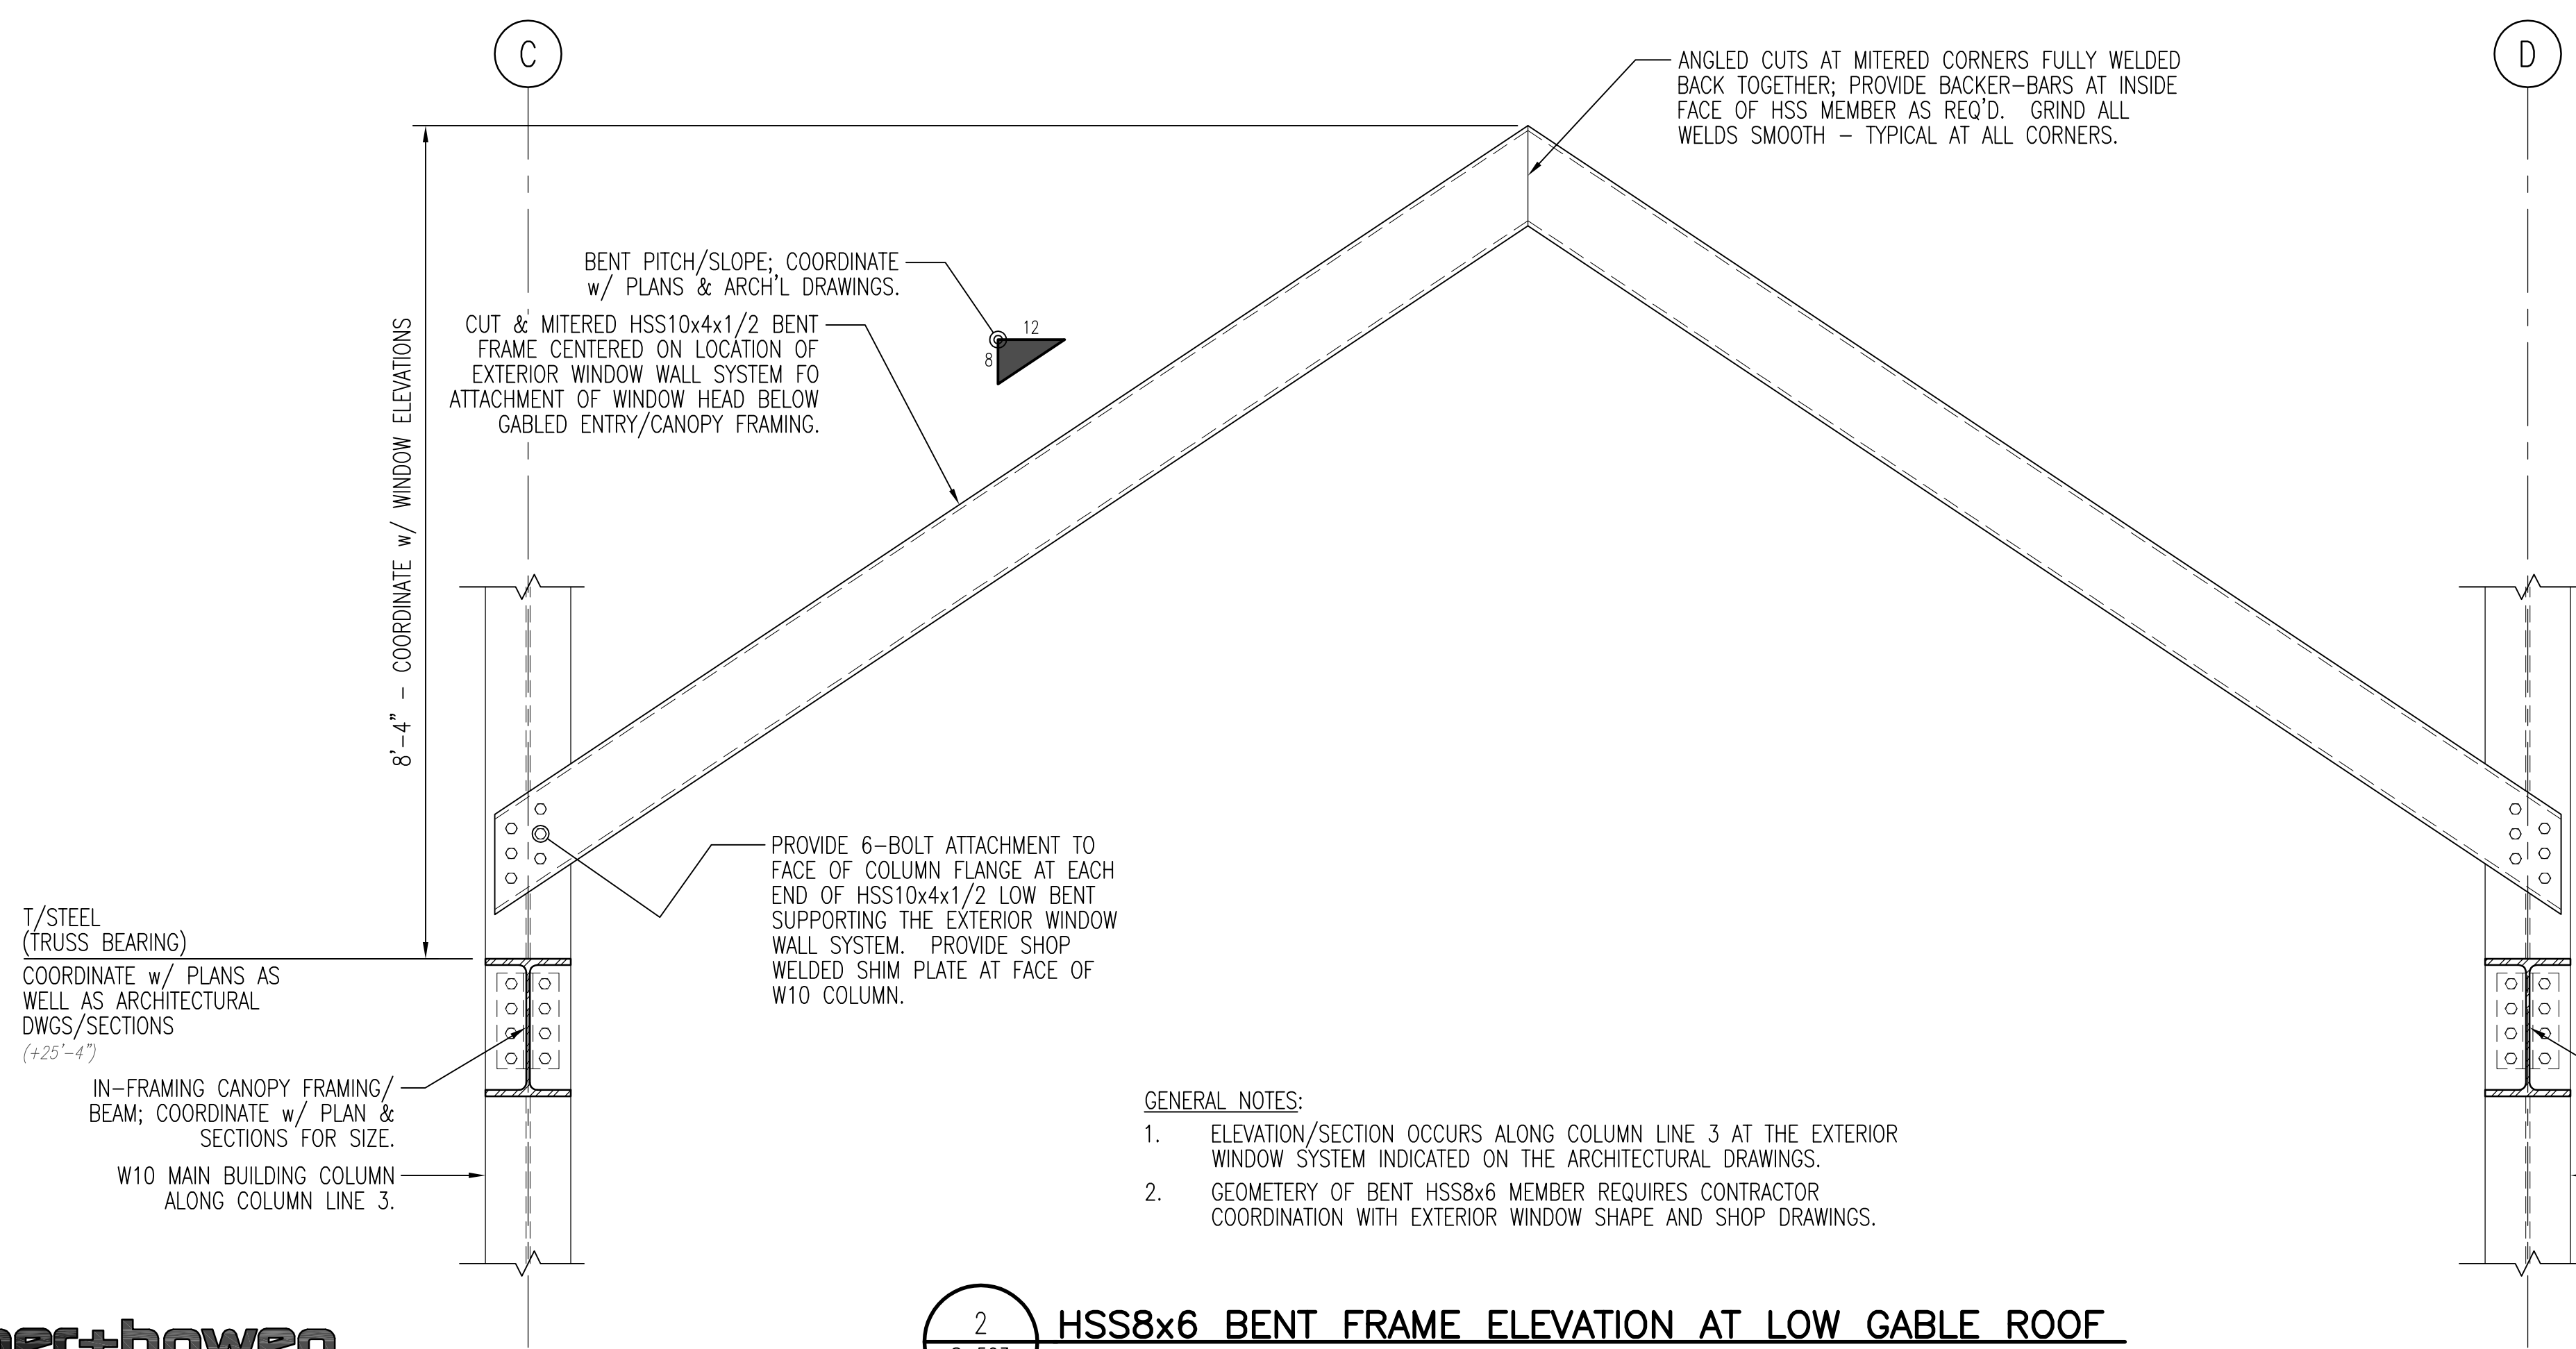 C
D
ANGLED CUTS AT MITERED CORNERS FULLY WELDED
BACK TOGETHER; PROVIDE BACKER-BARS AT INSIDE
FACE OF HSS MEMBER AS REQ'D. GRIND ALL
WELDS SMOOTH - TYPICAL AT ALL CORNERS.
BENT PITCH/SLOPE; COORDINATE
w/ PLANS & ARCH'L DRAWINGS.
12
8
CUT & MITERED HSS10x4x1/2 BENT
FRAME CENTERED ON LOCATION OF
EXTERIOR WINDOW WALL SYSTEM FO
ATTACHMENT OF WINDOW HEAD BELOW
GABLED ENTRY/CANOPY FRAMING.
8'-4" - COORDINATE w/ WINDOW ELEVATIONS
PROVIDE 6-BOLT ATTACHMENT TO
FACE OF COLUMN FLANGE AT EACH
END OF HSS10x4x1/2 LOW BENT
SUPPORTING THE EXTERIOR WINDOW
WALL SYSTEM. PROVIDE SHOP
WELDED SHIM PLATE AT FACE OF
W10 COLUMN.
T/STEEL
(TRUSS BEARING)
COORDINATE w/ PLANS AS
WELL AS ARCHITECTURAL
DWGS/SECTIONS
(+25'-4")
IN-FRAMING CANOPY FRAMING/
BEAM; COORDINATE w/ PLAN &
SECTIONS FOR SIZE.
W10 MAIN BUILDING COLUMN
ALONG COLUMN LINE 3.
GENERAL NOTES:
1. ELEVATION/SECTION OCCURS ALONG COLUMN LINE 3 AT THE EXTERIOR
WINDOW SYSTEM INDICATED ON THE ARCHITECTURAL DRAWINGS.
2. GEOMETERY OF BENT HSS8x6 MEMBER REQUIRES CONTRACTOR
COORDINATION WITH EXTERIOR WINDOW SHAPE AND SHOP DRAWINGS.
2
HSS8x6 BENT FRAME ELEVATION AT LOW GABLE ROOF